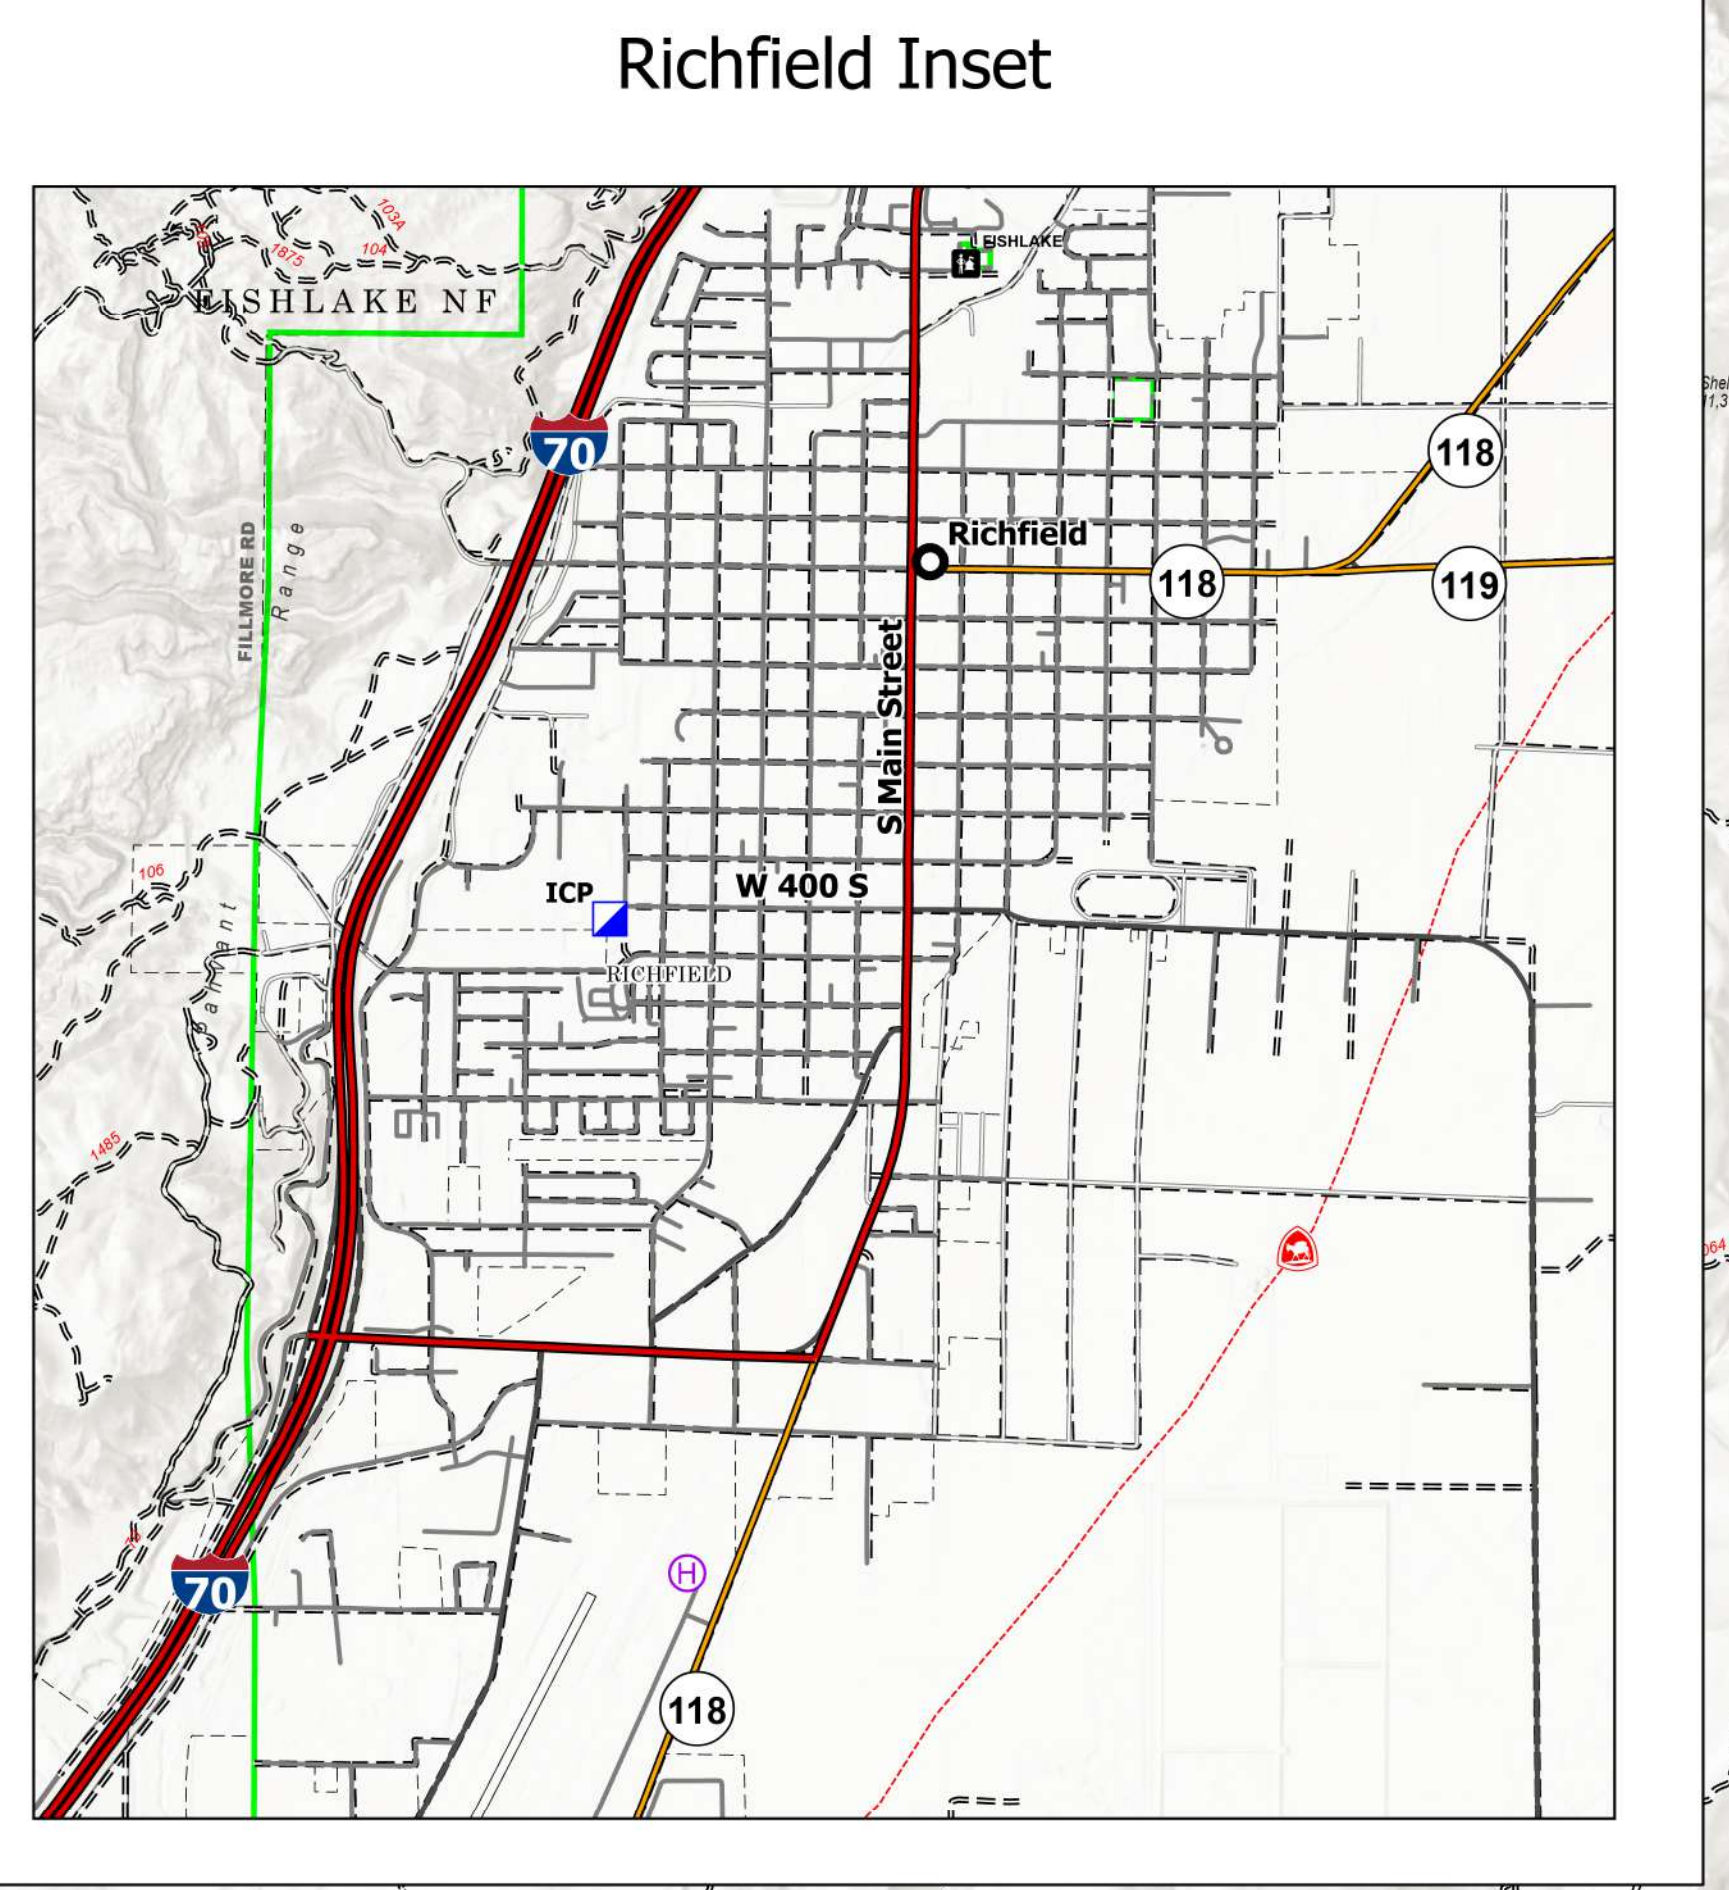 Richfield Inset
103A
1875
104
FISHLAKE
FISHLAKE NF
70
118
Richfield
118
119
FILLMORE RD
Range
S Main Street
106
ICP
W 400 S
Pahvant
RICHFIELD
1485
70
H
118